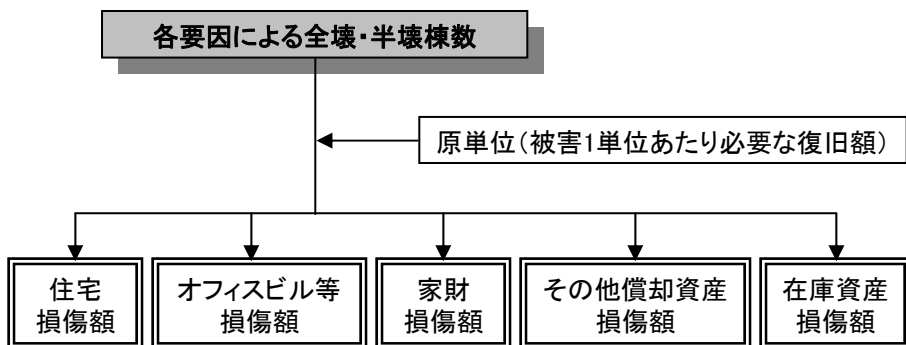 各要因による全壊・半壊棟数
原単位（被害1単位あたり必要な復旧額）
住宅
損傷額
オフィスビル等
損傷額
家財
損傷額
その他償却資産
損傷額
在庫資産
損傷額